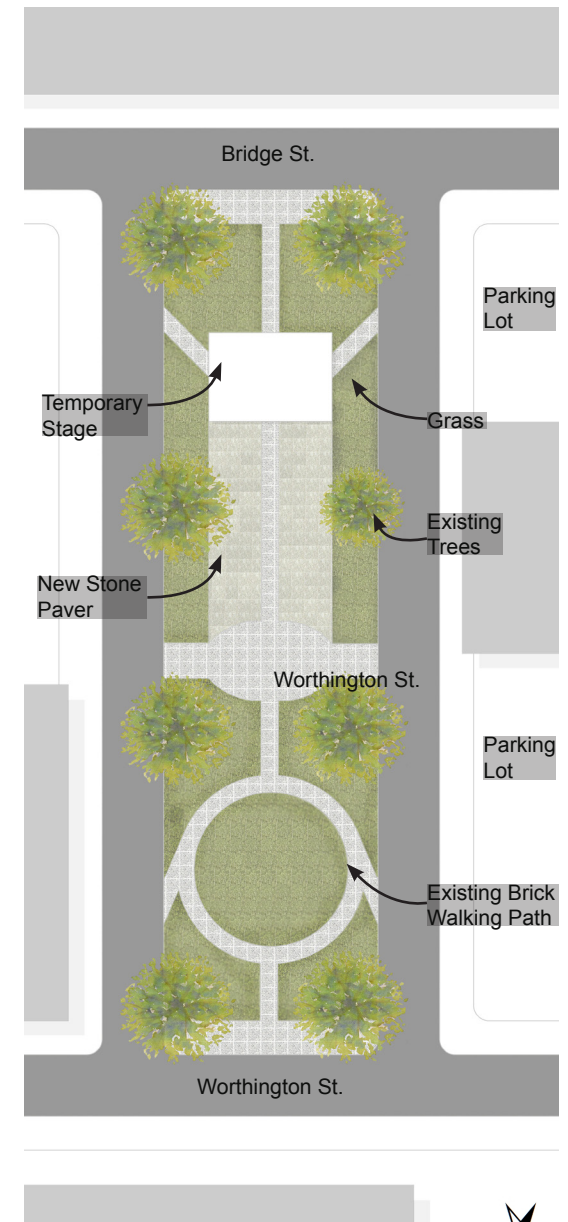 Bridge St.
Parking
Lot
Temporary
Stage
Grass
Existing
Trees
New Stone
Paver
Worthington St.
Parking
Lot
Existing Brick
Walking Path
Worthington St.